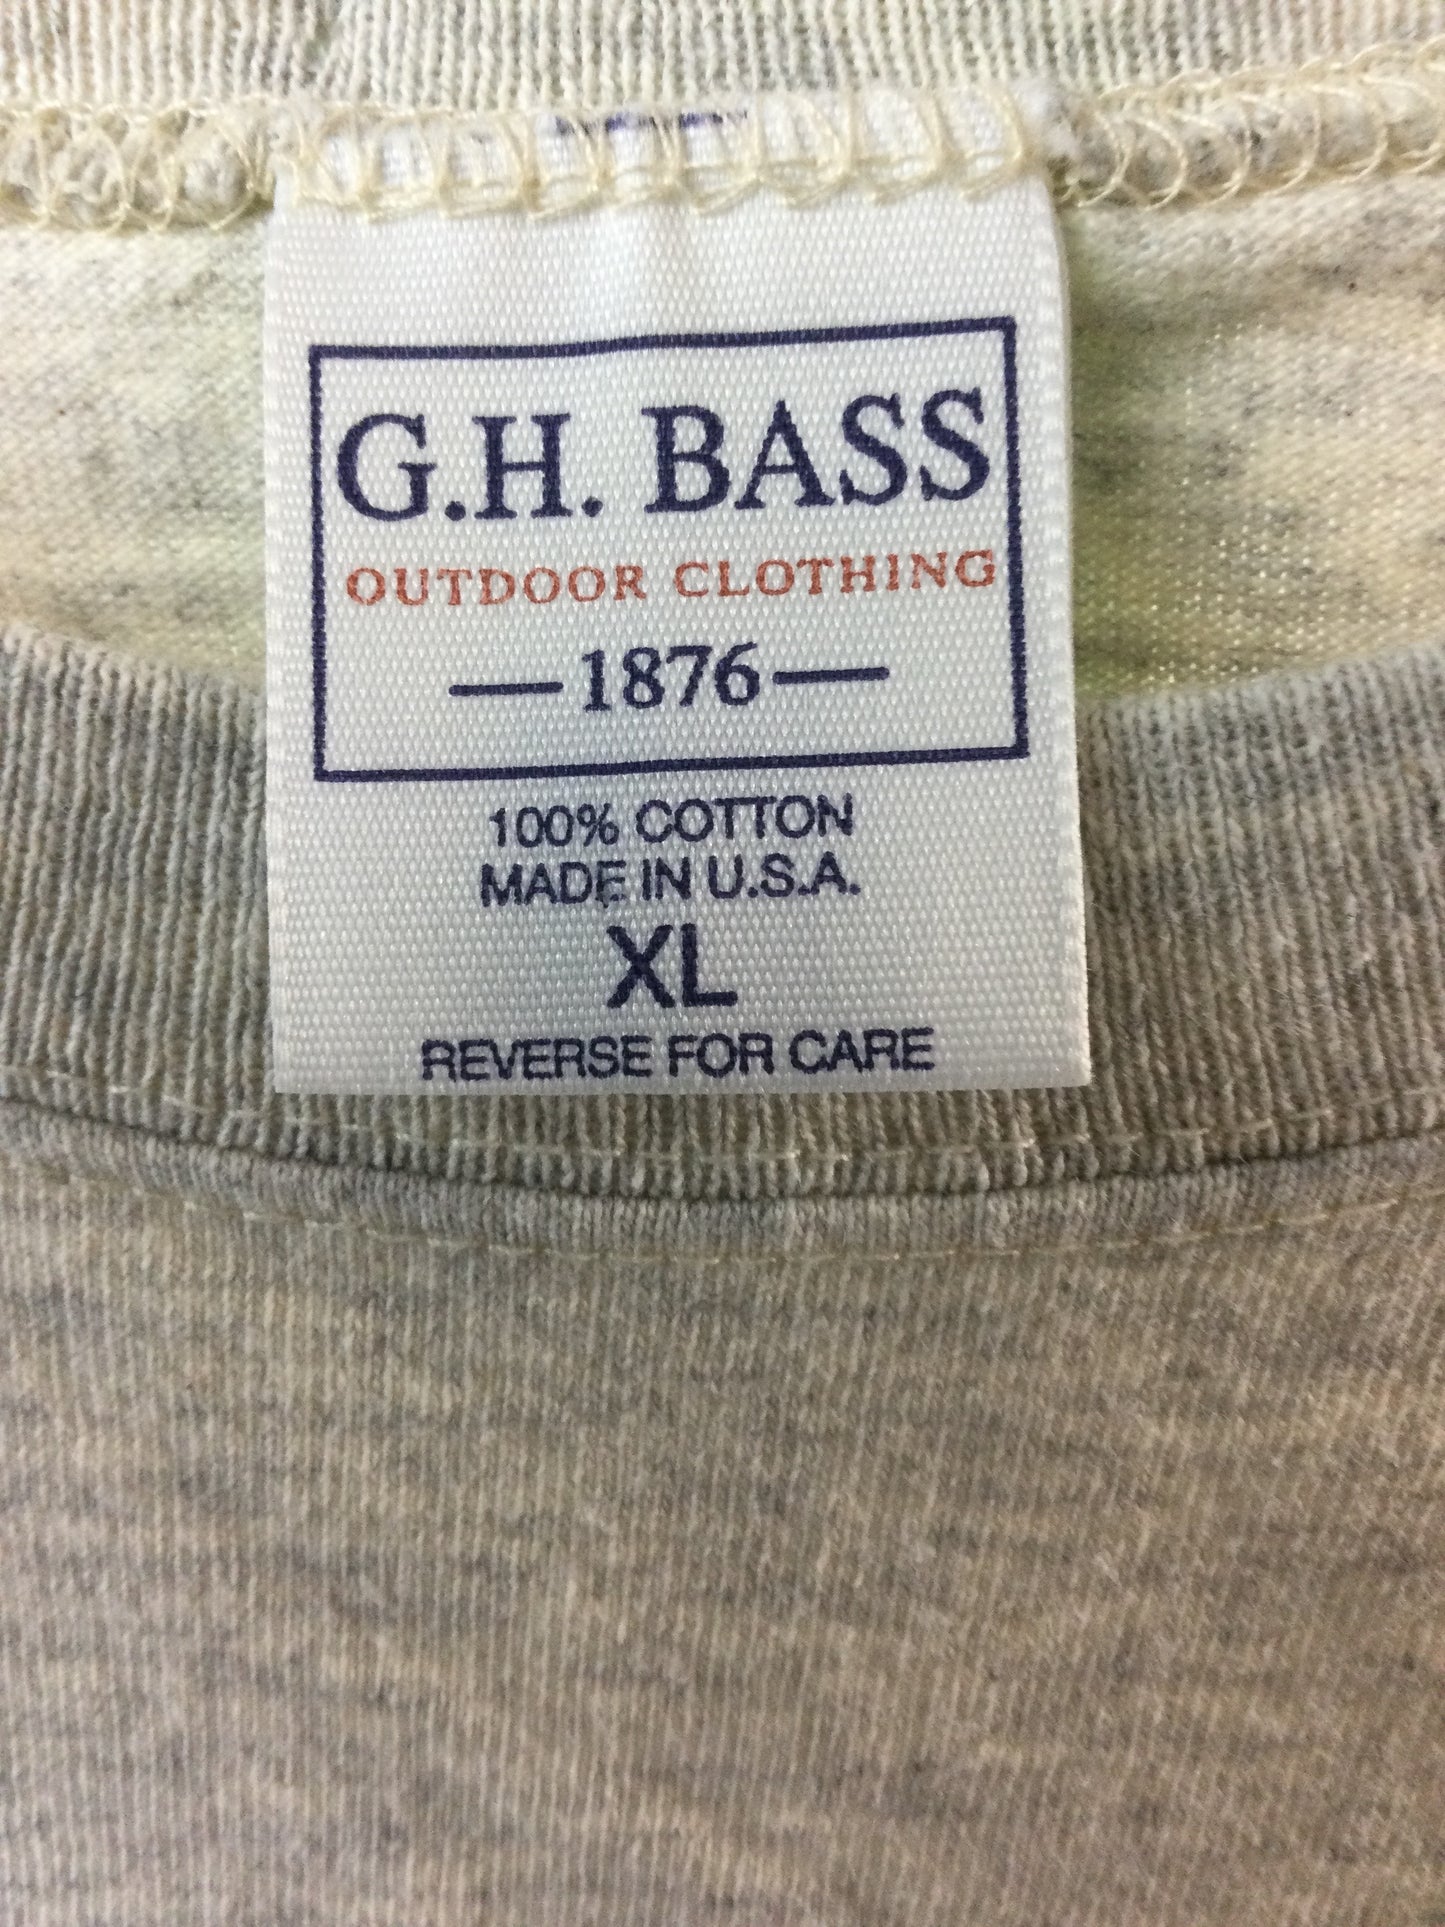 G.H. BASS
OUTDOOR CLOTHING
— 1876 —
100% COTTON
MADE IN U.S.A.
XL
REVERSE FOR CARE